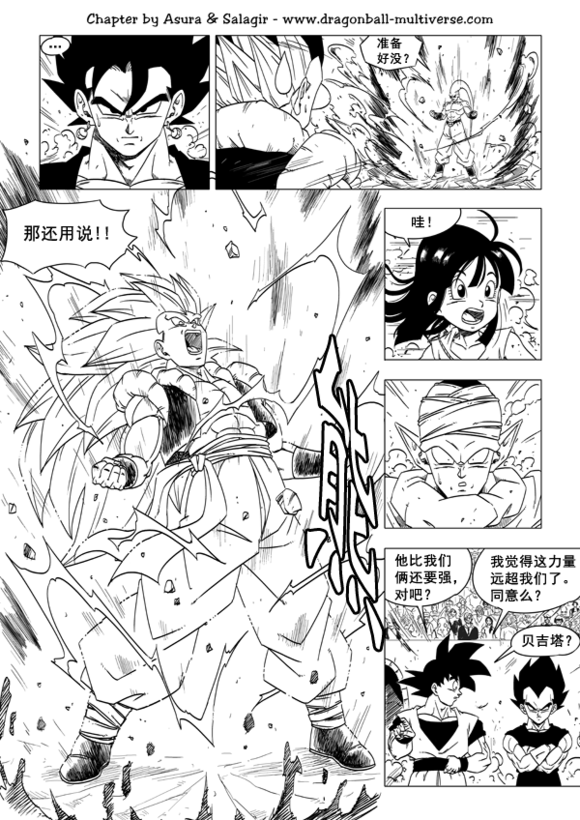 Chapter by Asura & Salagir - www.dragonball-multiverse.com
...
准备
好没？
那还用说！！
哇！
他比我们
俩还要强，
对吧？
我觉得这力量
远超我们了。
同意么？
贝吉塔？